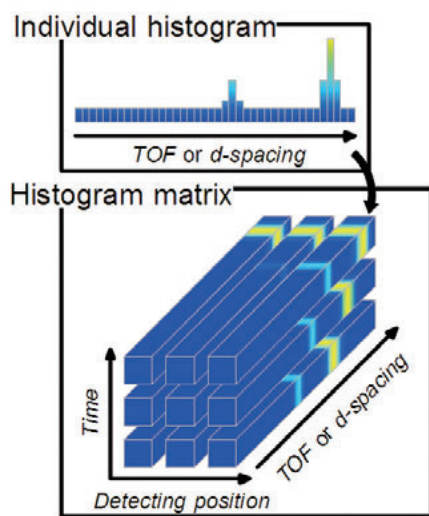 Individual histogram
TOF or d-spacing
Histogram matrix
Time
TOF or d-spacing
Detecting position